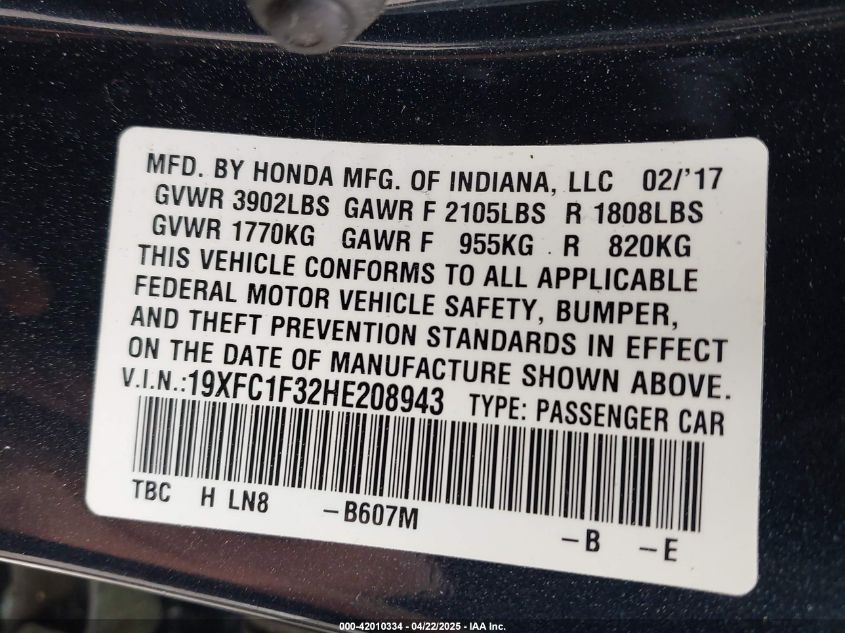 MFD. BY HONDA MFG. OF INDIANA, LLC 02/'17
GVWR 3902LBS GAWR F 2105LBS R 1808LBS
GVWR 1770KG GAWR F 955KG R 820KG
THIS VEHICLE CONFORMS TO ALL APPLICABLE
FEDERAL MOTOR VEHICLE SAFETY, BUMPER,
AND THEFT PREVENTION STANDARDS IN EFFECT
ON THE DATE OF MANUFACTURE SHOWN ABOVE.
V.I.N.:19XFC1F32HE208943 TYPE: PASSENGER CAR
TBC H LN8 -B607M -B -E
000-42010334 - 04/22/2025 - IAA Inc.